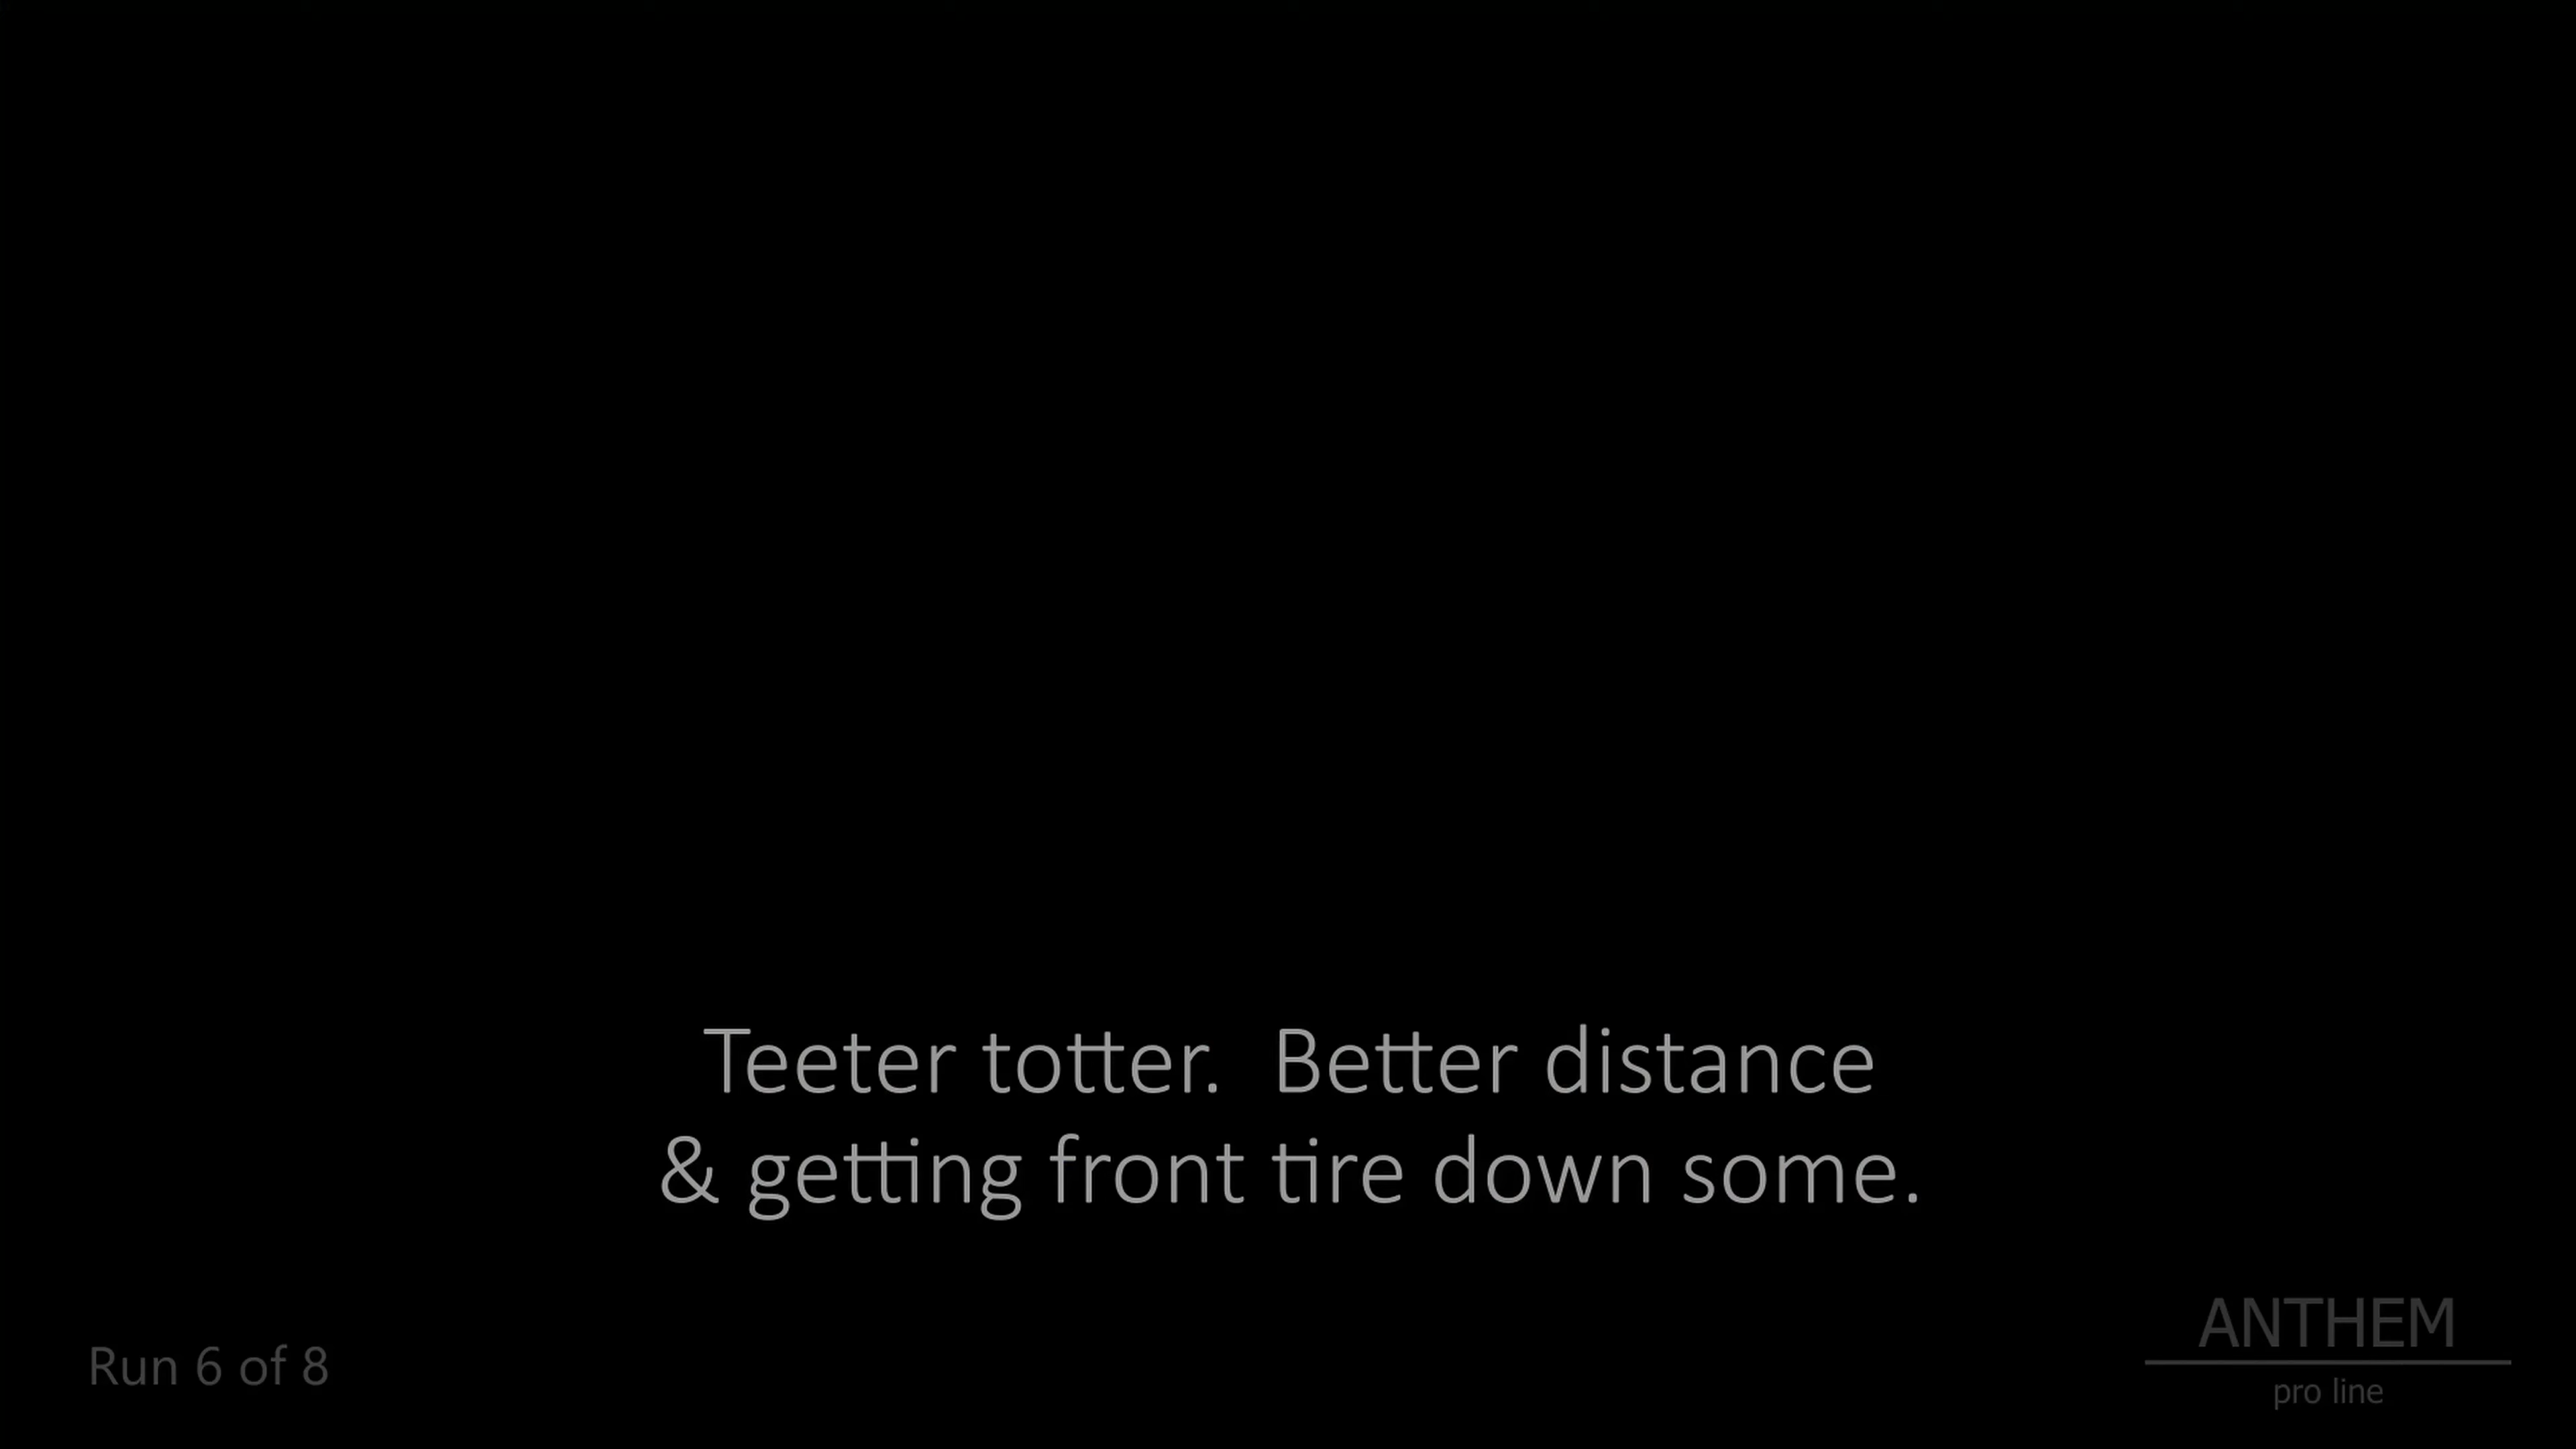 Teeter totter.  Better distance
& getting front tire down some.
Run 6 of 8
ANTHEM
pro line